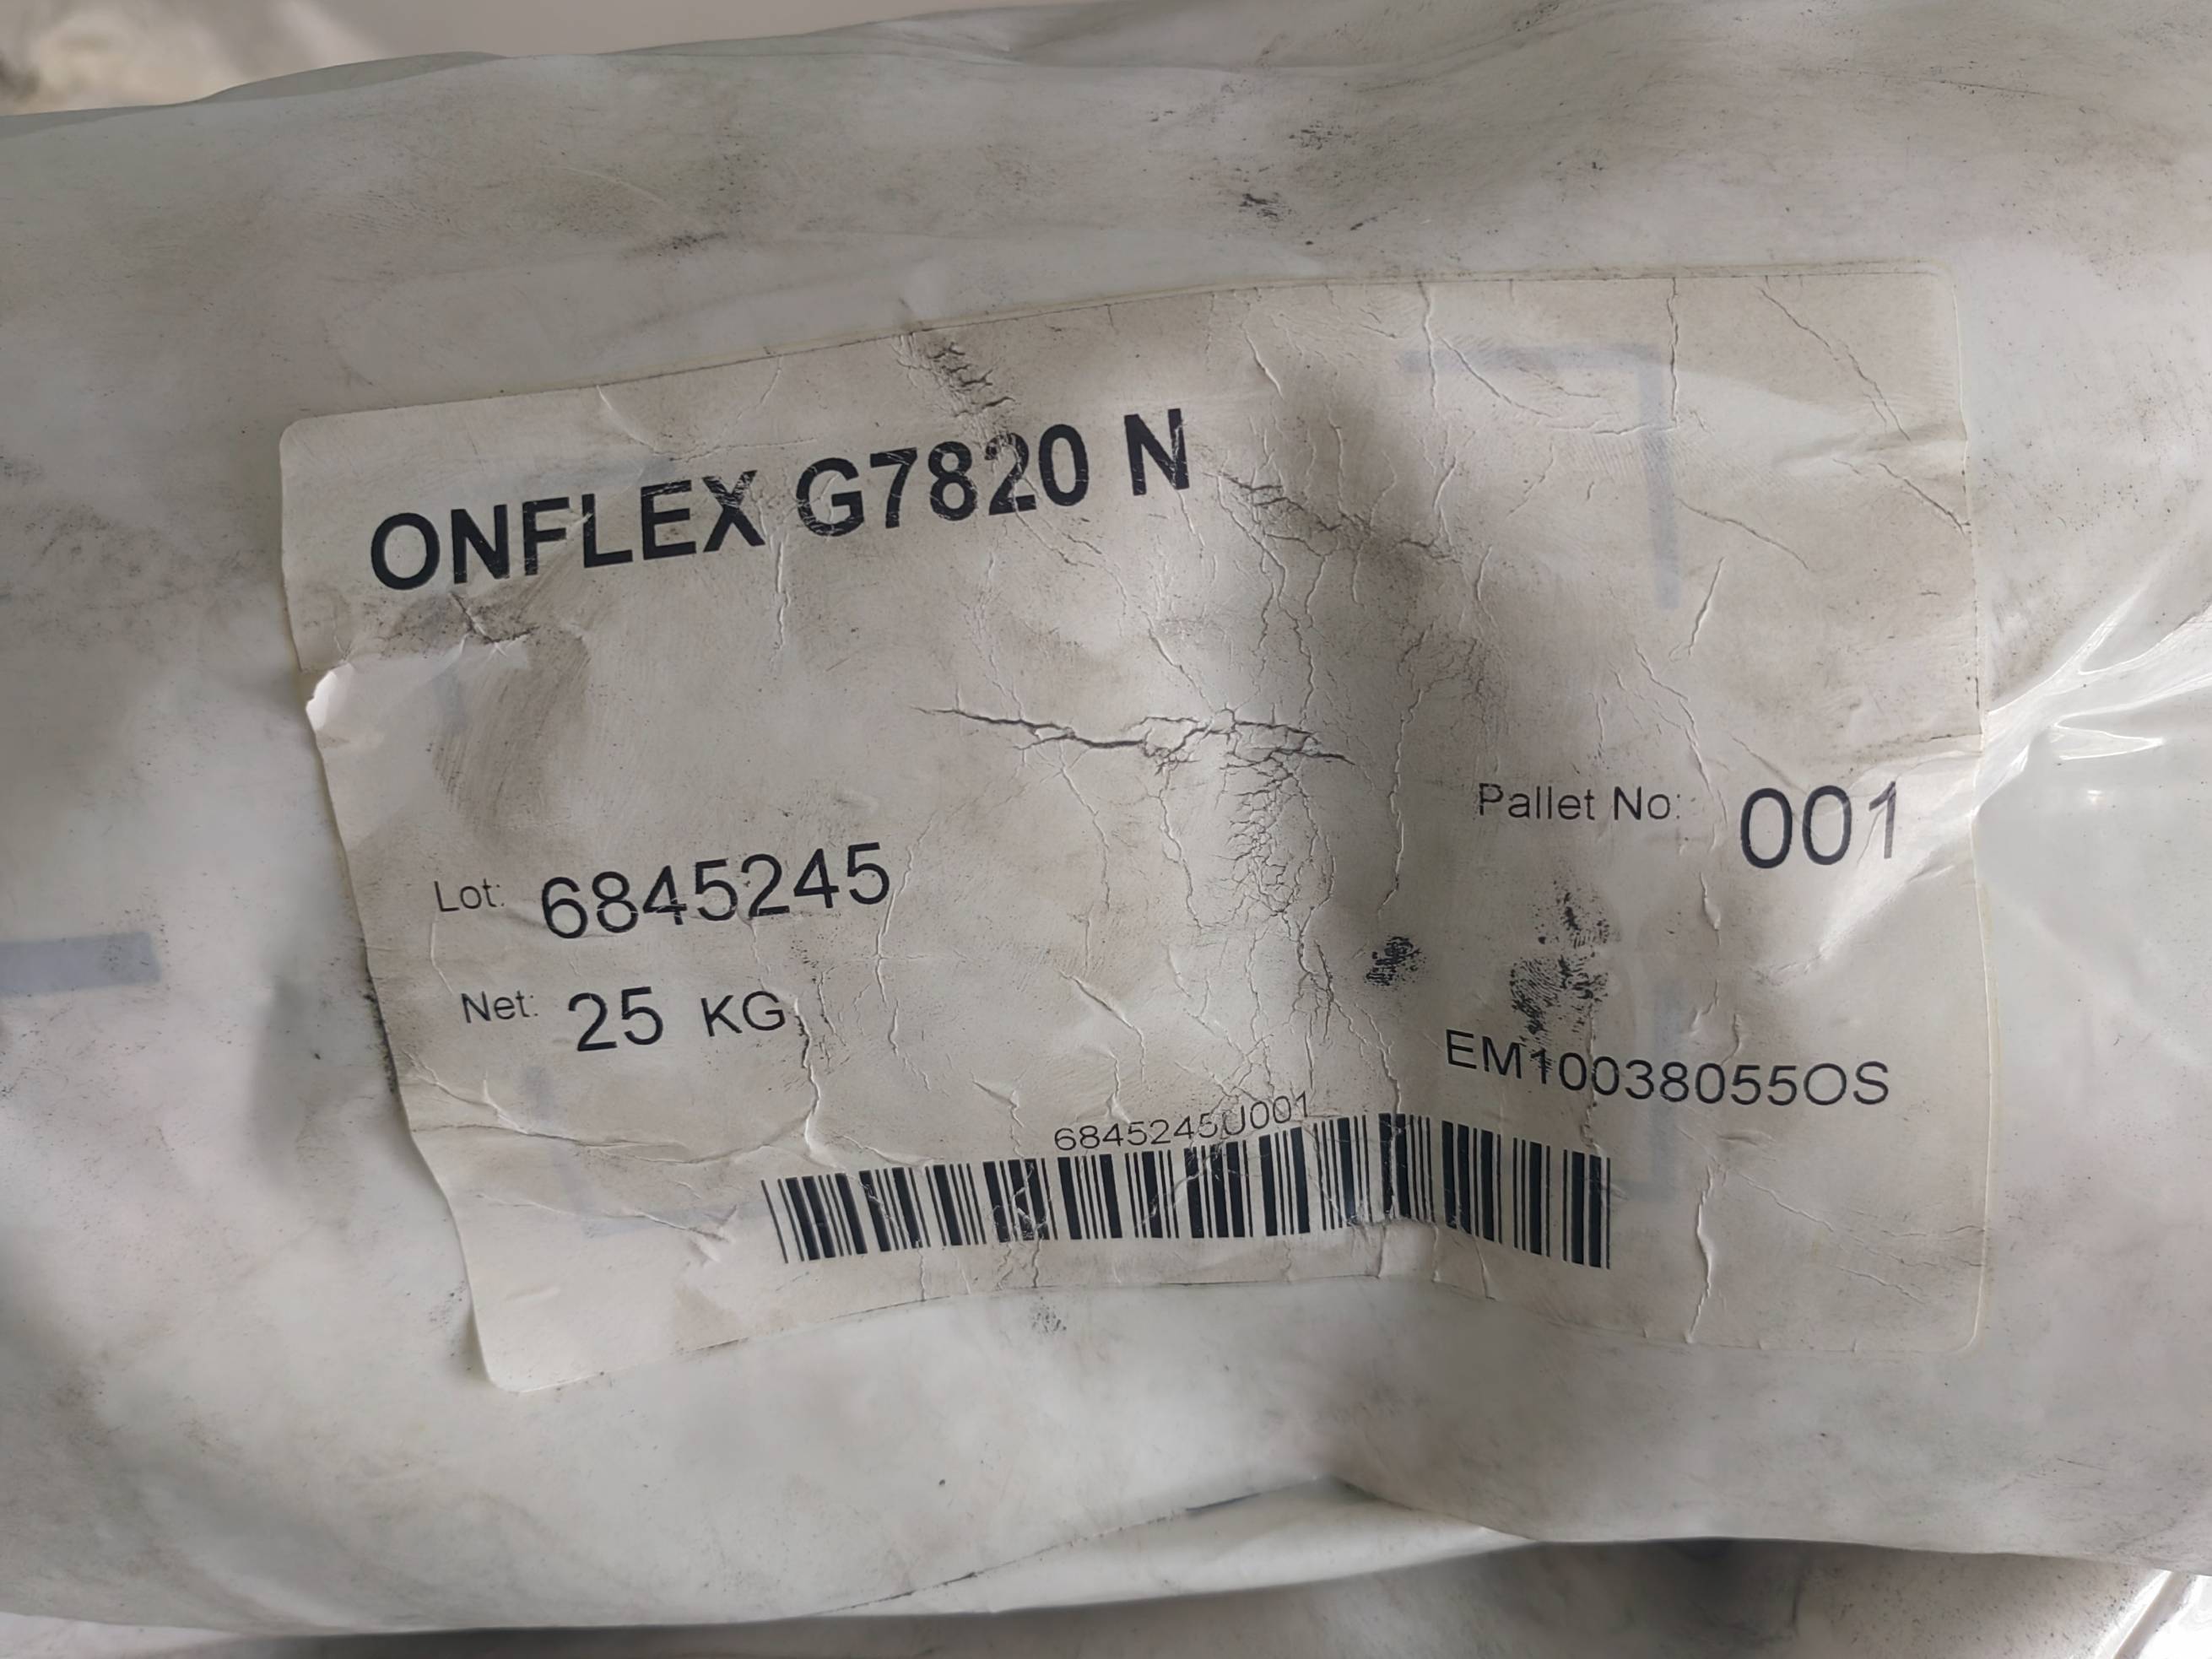 ONFLEX G7820 N
Pallet No: 001
Lot: 6845245
Net: 25 KG
EM10038055OS
6845245U001